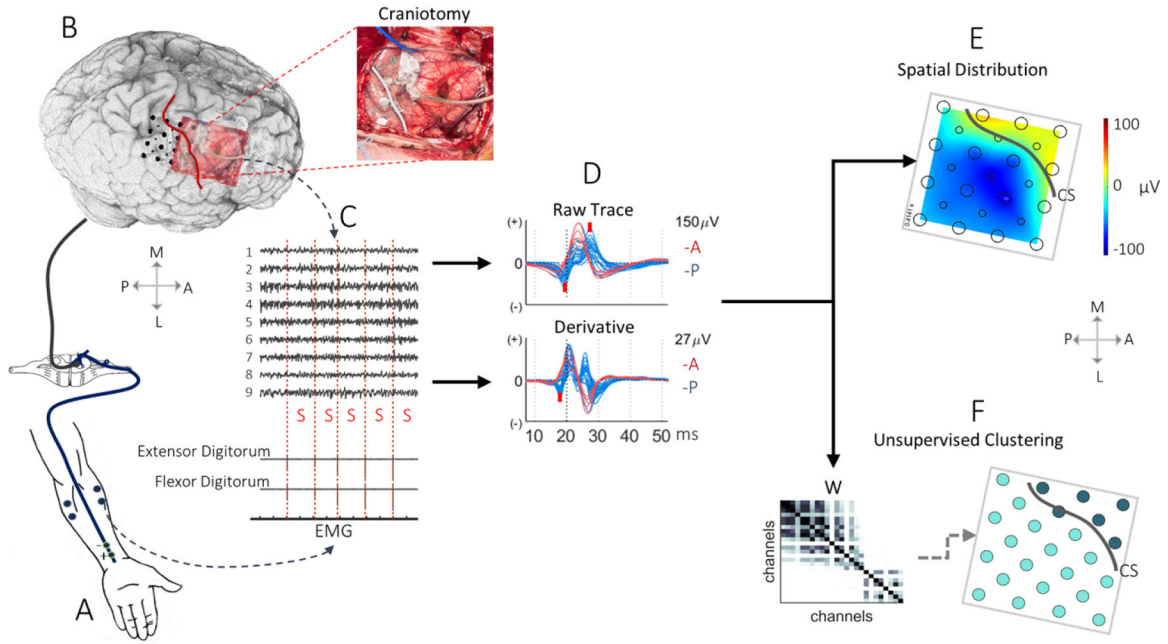 Craniotomy
B
E
Spatial Distribution
100
μV
-100
CS
D
Raw Trace
(+)
0
(-)
150μV
-A
-P
C
1
2
3
4
5
6
7
8
9
M
P A
L
Derivative
(+)
0
(-)
27μV
-A
-P
10 20 30 40 50 ms
M
P A
L
S S S S S
Extensor Digitorum
Flexor Digitorum
EMG
F
Unsupervised Clustering
W
channels
channels
CS
- +
A